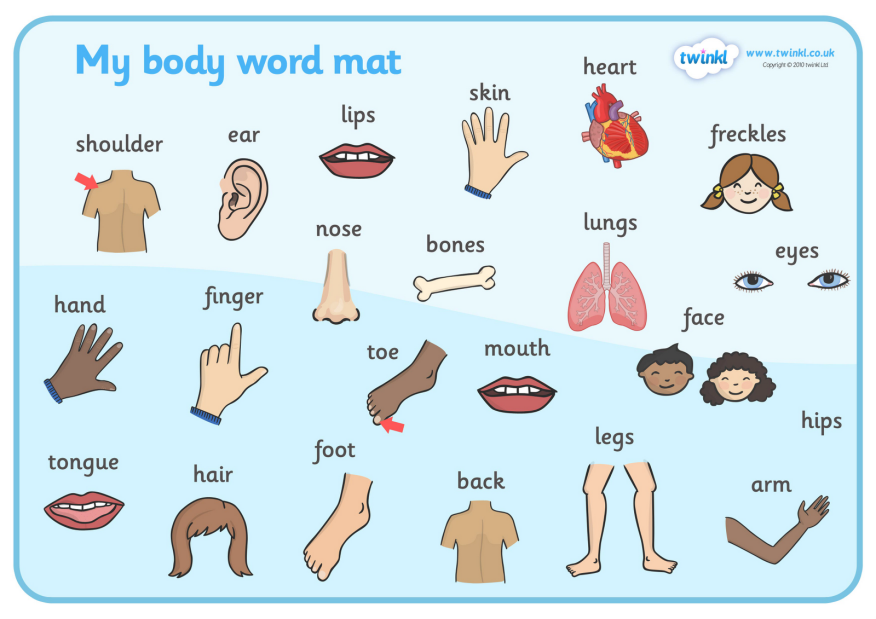 My body word mat
twinkl
www.twinkl.co.uk
Copyright © 2010 twinkl Ltd
heart
skin
lips
ear
shoulder
freckles
nose
bones
lungs
eyes
hand
finger
toe
mouth
face
hips
tongue
hair
foot
back
legs
arm